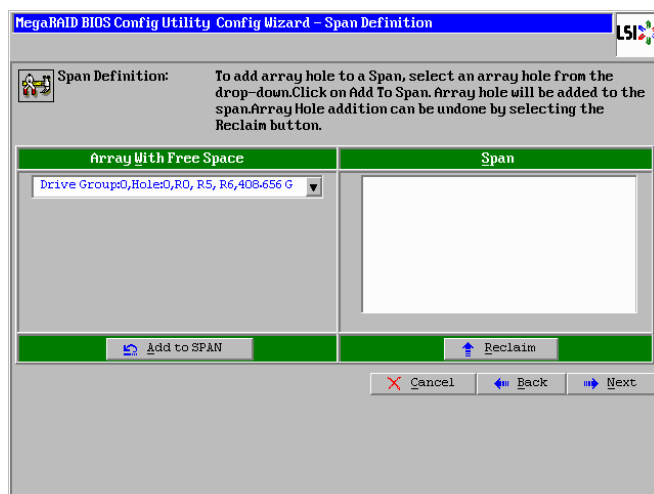 MegaRAID BIOS Config Utility Config Wizard – Span Definition
LSI
Span Definition:
To add array hole to a Span, select an array hole from the
drop-down.Click on Add To Span. Array hole will be added to the
span.Array Hole addition can be undone by selecting the
Reclaim button.
Array With Free Space
Span
Drive Group:0,Hole:0,R0, R5, R6,408.656 G
Add to SPAN
Reclaim
Cancel
Back
Next